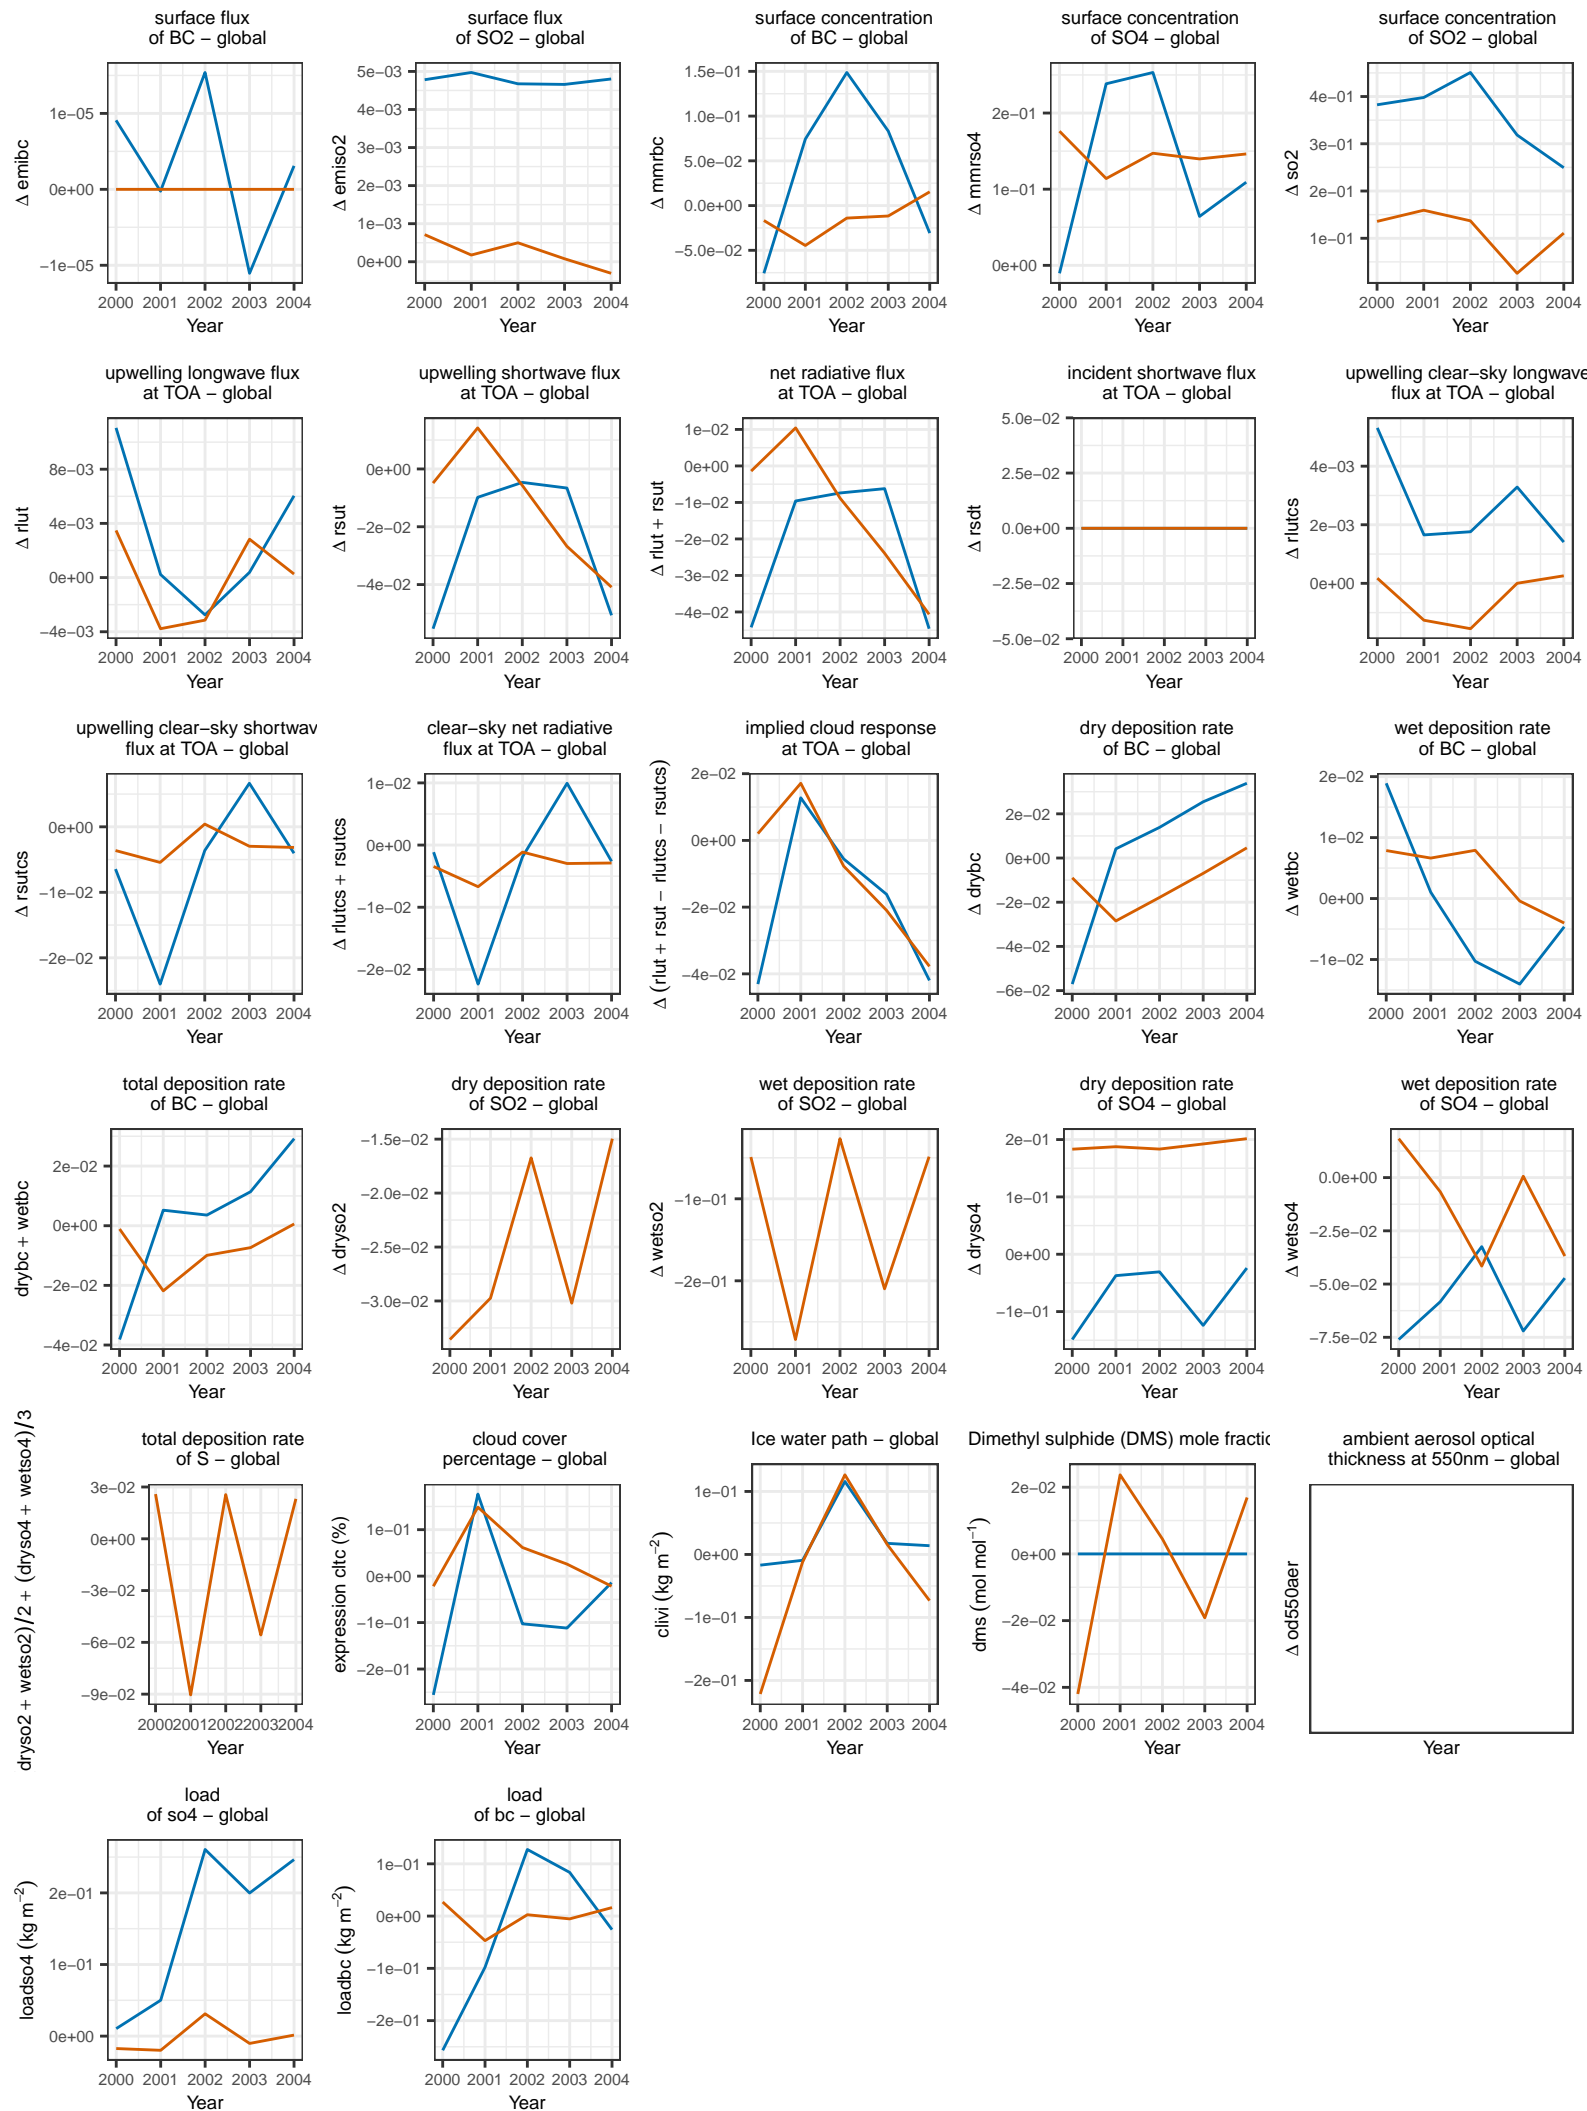 surface flux
of BC – global
Δ emibc
1e−05
0e+00
−1e−05
2000 2001 2002 2003 2004
Year
surface flux
of SO2 – global
Δ emiso2
5e−03
4e−03
3e−03
2e−03
1e−03
0e+00
2000 2001 2002 2003 2004
Year
surface concentration
of BC – global
Δ mmrbc
1.5e−01
1.0e−01
5.0e−02
0.0e+00
−5.0e−02
2000 2001 2002 2003 2004
Year
surface concentration
of SO4 – global
Δ mmrso4
2e−01
1e−01
0e+00
2000 2001 2002 2003 2004
Year
surface concentration
of SO2 – global
Δ so2
4e−01
3e−01
2e−01
1e−01
2000 2001 2002 2003 2004
Year
upwelling longwave flux
at TOA – global
Δ rlut
8e−03
4e−03
0e+00
−4e−03
2000 2001 2002 2003 2004
Year
upwelling shortwave flux
at TOA – global
Δ rsut
0e+00
−2e−02
−4e−02
2000 2001 2002 2003 2004
Year
net radiative flux
at TOA – global
Δ rlut + rsut
1e−02
0e+00
−1e−02
−2e−02
−3e−02
−4e−02
2000 2001 2002 2003 2004
Year
incident shortwave flux
at TOA – global
Δ rsdt
5.0e−02
2.5e−02
0.0e+00
−2.5e−02
−5.0e−02
2000 2001 2002 2003 2004
Year
upwelling clear−sky longwave
flux at TOA – global
Δ rlutcs
4e−03
2e−03
0e+00
2000 2001 2002 2003 2004
Year
upwelling clear−sky shortwav
flux at TOA – global
Δ rsutcs
0e+00
−1e−02
−2e−02
2000 2001 2002 2003 2004
Year
clear−sky net radiative
flux at TOA – global
Δ rlutcs + rsutcs
1e−02
0e+00
−1e−02
−2e−02
2000 2001 2002 2003 2004
Year
implied cloud response
at TOA – global
Δ (rlut + rsut − rlutcs − rsutcs)
2e−02
0e+00
−2e−02
−4e−02
2000 2001 2002 2003 2004
Year
dry deposition rate
of BC – global
Δ drybc
2e−02
0e+00
−2e−02
−4e−02
−6e−02
2000 2001 2002 2003 2004
Year
wet deposition rate
of BC – global
Δ wetbc
2e−02
1e−02
0e+00
−1e−02
2000 2001 2002 2003 2004
Year
total deposition rate
of BC – global
drybc + wetbc
2e−02
0e+00
−2e−02
−4e−02
2000 2001 2002 2003 2004
Year
dry deposition rate
of SO2 – global
Δ dryso2
−1.5e−02
−2.0e−02
−2.5e−02
−3.0e−02
2000 2001 2002 2003 2004
Year
wet deposition rate
of SO2 – global
Δ wetso2
−1e−01
−2e−01
2000 2001 2002 2003 2004
Year
dry deposition rate
of SO4 – global
Δ dryso4
2e−01
1e−01
0e+00
−1e−01
2000 2001 2002 2003 2004
Year
wet deposition rate
of SO4 – global
Δ wetso4
0.0e+00
−2.5e−02
−5.0e−02
−7.5e−02
2000 2001 2002 2003 2004
Year
total deposition rate
of S – global
dryso2 + wetso2)/2 + (dryso4 + wetso4)/3
3e−02
0e+00
−3e−02
−6e−02
−9e−02
2000 2001 2002 2003 2004
Year
cloud cover
percentage – global
expression cltc (%)
1e−01
0e+00
−1e−01
−2e−01
2000 2001 2002 2003 2004
Year
Ice water path – global
clivi (kg m⁻²)
1e−01
0e+00
−1e−01
−2e−01
2000 2001 2002 2003 2004
Year
Dimethyl sulphide (DMS) mole fractic
dms (mol mol⁻¹)
2e−02
0e+00
−2e−02
−4e−02
2000 2001 2002 2003 2004
Year
ambient aerosol optical
thickness at 550nm – global
Δ od550aer
Year
load
of so4 – global
loadso4 (kg m⁻²)
2e−01
1e−01
0e+00
2000 2001 2002 2003 2004
Year
load
of bc – global
loadbc (kg m⁻²)
1e−01
0e+00
−1e−01
−2e−01
2000 2001 2002 2003 2004
Year